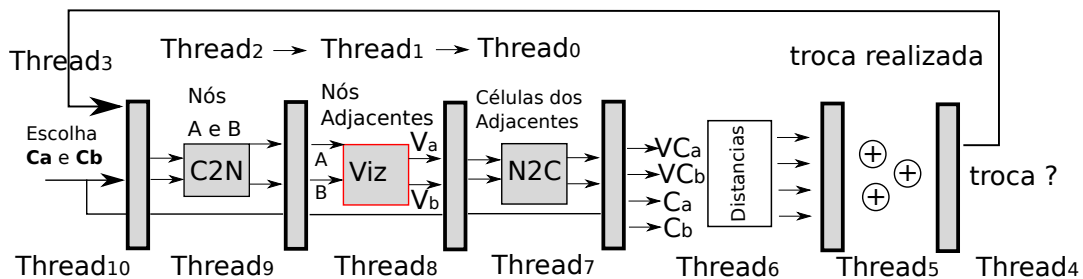 Thread2 Thread1 Thread0
troca realizada
Thread3
Nós
A e B
Nós
Adjacentes
Células dos
Adjacentes
Escolha
Ca e Cb
C2N
A
B
Viz
Va
Vb
N2C
VCa
VCb
Ca
Cb
Distancias
+
+
+
troca ?
Thread10 Thread9 Thread8 Thread7 Thread6 Thread5 Thread4